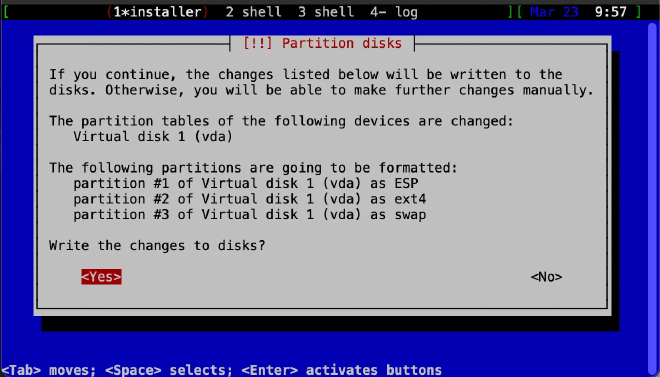 [ (1*installer) 2 shell 3 shell 4- log ][ Mar 23 9:57 ]
[!!] Partition disks
If you continue, the changes listed below will be written to the
disks. Otherwise, you will be able to make further changes manually.
The partition tables of the following devices are changed:
Virtual disk 1 (vda)
The following partitions are going to be formatted:
partition #1 of Virtual disk 1 (vda) as ESP
partition #2 of Virtual disk 1 (vda) as ext4
partition #3 of Virtual disk 1 (vda) as swap
Write the changes to disks?
<Yes> <No>
<Tab> moves; <Space> selects; <Enter> activates buttons